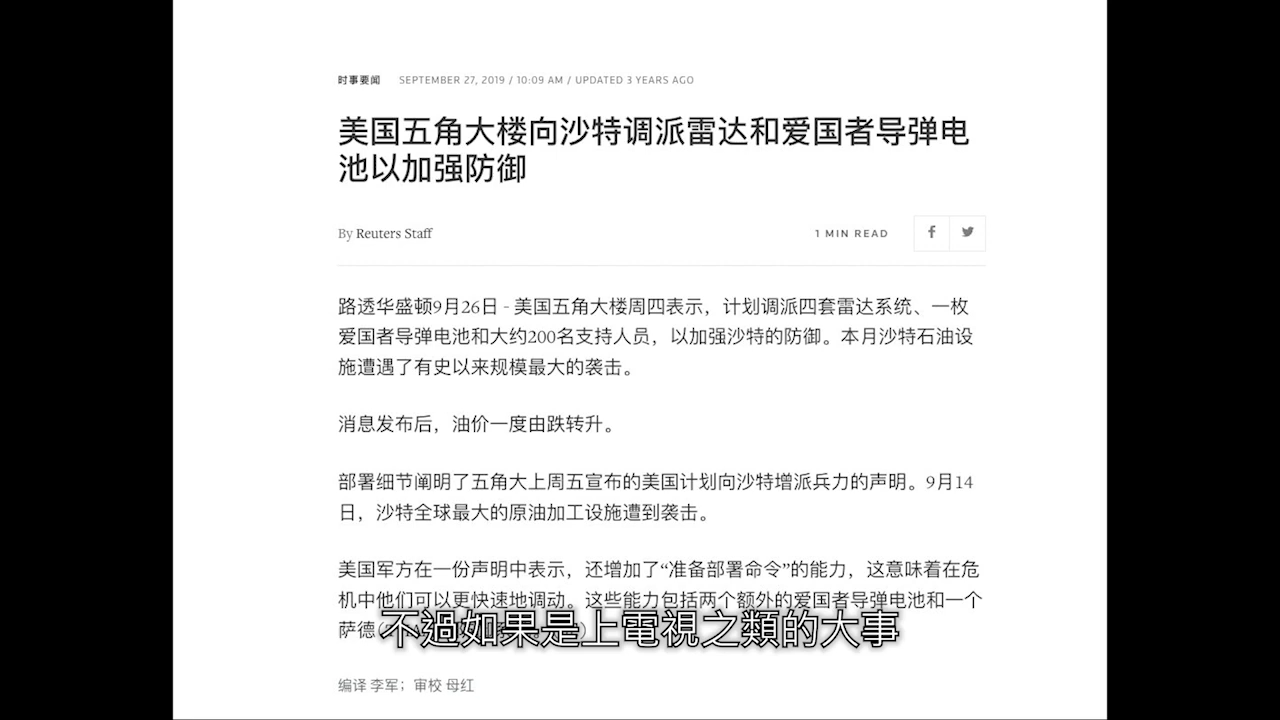 时事要闻 SEPTEMBER 27, 2019 / 10:09 AM / UPDATED 3 YEARS AGO
美国五角大楼向沙特调派雷达和爱国者导弹电
池以加强防御
By Reuters Staff
1 MIN READ
路透华盛顿9月26日 - 美国五角大楼周四表示，计划调派四套雷达系统、一枚
爱国者导弹电池和大约200名支持人员，以加强沙特的防御。本月沙特石油设
施遭遇了有史以来规模最大的袭击。
消息发布后，油价一度由跌转升。
部署细节阐明了五角大上周五宣布的美国计划向沙特增派兵力的声明。9月14
日，沙特全球最大的原油加工设施遭到袭击。
美国军方在一份声明中表示，还增加了“准备部署命令”的能力，这意味着在危
机中他们可以更快速地调动。这些能力包括两个额外的爱国者导弹电池和一个
萨德
不過如果是上電視之類的大事
编译 李军；审校 母红